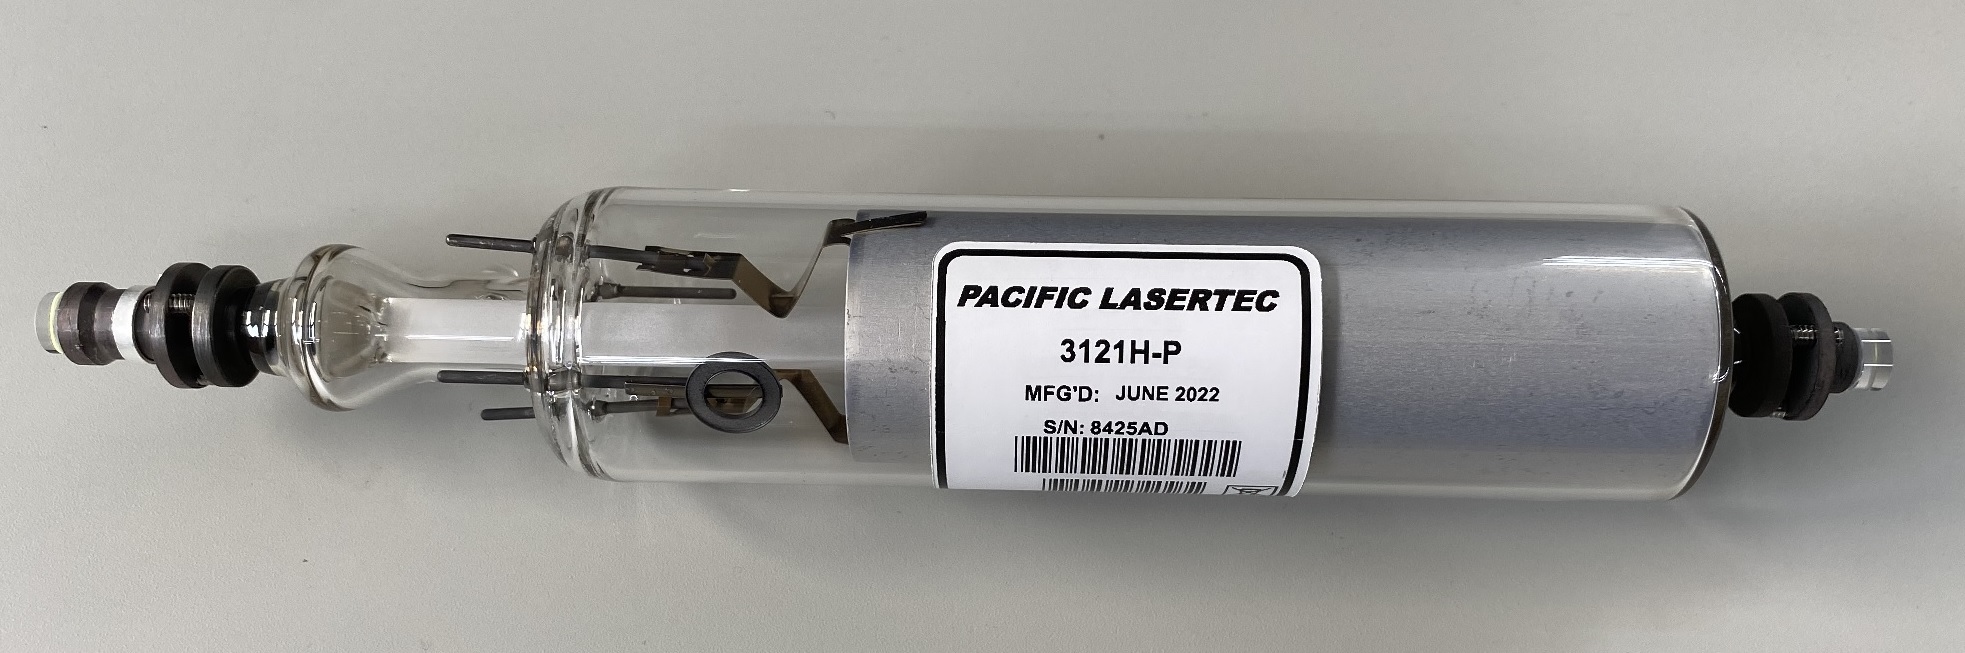 PACIFIC LASERTEC
3121H-P
MFG'D: JUNE 2022
S/N: 8425AD